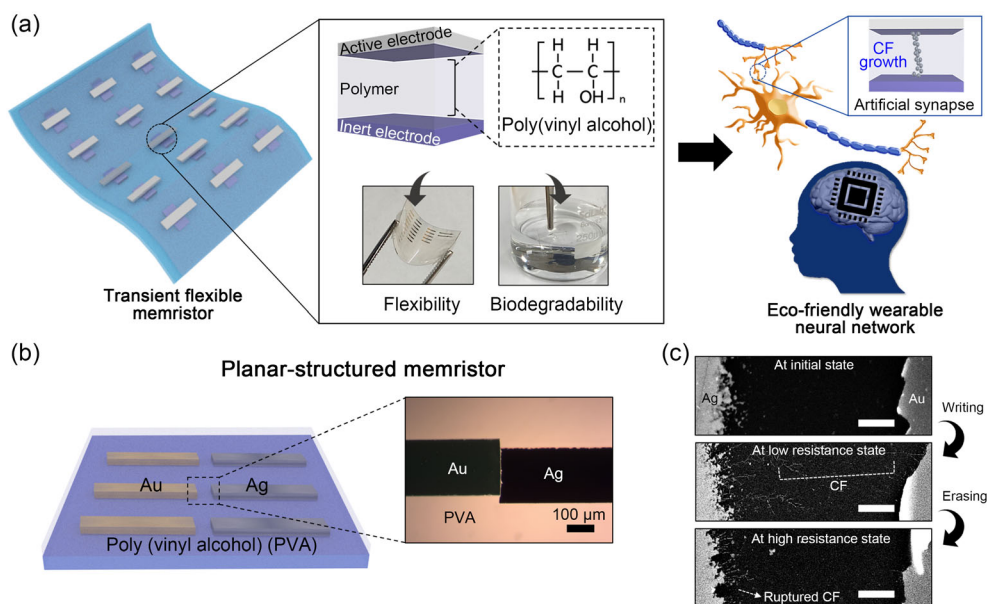 (a)
Active electrode
Polymer
Inert electrode
H H
C C
H OH
n
Poly(vinyl alcohol)
Flexibility
Biodegradability
Transient flexible
memristor
CF
growth
Artificial synapse
Eco-friendly wearable
neural network
(b)
Planar-structured memristor
Au
Ag
Poly (vinyl alcohol) (PVA)
Au
Ag
PVA
100 µm
(c)
At initial state
Ag
Au
Writing
At low resistance state
CF
Erasing
At high resistance state
Ruptured CF